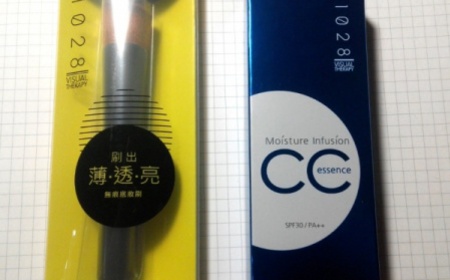 1028
VISUAL
THERAPY
刷出
薄·透·亮
1028
VISUAL
THERAPY
Moisture Infusion
CC
essence
SPF30/PA++